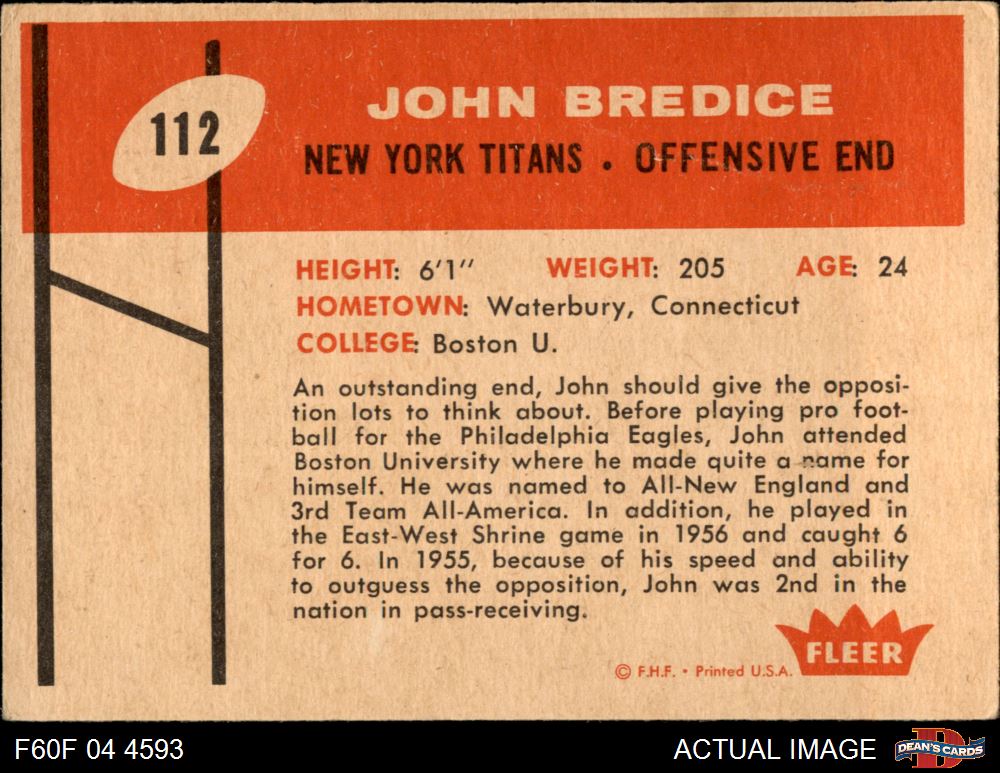 112
JOHN BREDICE
NEW YORK TITANS • OFFENSIVE END
HEIGHT: 6'1'' WEIGHT: 205 AGE: 24
HOMETOWN: Waterbury, Connecticut
COLLEGE: Boston U.
An outstanding end, John should give the opposi-
tion lots to think about. Before playing pro foot-
ball for the Philadelphia Eagles, John attended
Boston University where he made quite a name for
himself. He was named to All-New England and
3rd Team All-America. In addition, he played in
the East-West Shrine game in 1956 and caught 6
for 6. In 1955, because of his speed and ability
to outguess the opposition, John was 2nd in the
nation in pass-receiving.
FLEER
© F.H.F. • Printed U.S.A.
F60F 04 4593 ACTUAL IMAGE D DEAN'S CARDS